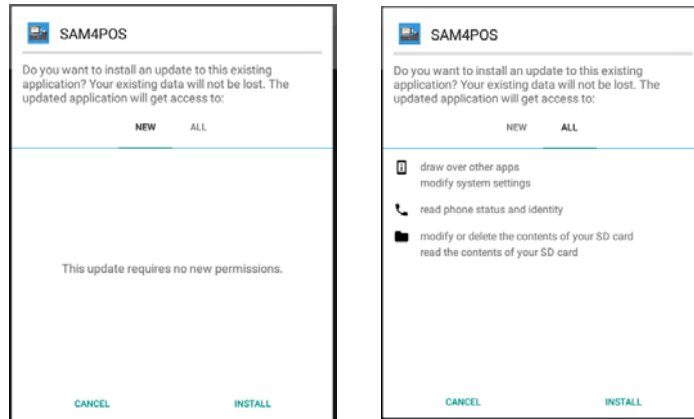 SAM4POS
Do you want to install an update to this existing
application? Your existing data will not be lost. The
updated application will get access to:
NEW ALL
This update requires no new permissions.
CANCEL INSTALL
SAM4POS
Do you want to install an update to this existing
application? Your existing data will not be lost. The
updated application will get access to:
NEW ALL
draw over other apps
modify system settings
read phone status and identity
modify or delete the contents of your SD card
read the contents of your SD card
CANCEL INSTALL